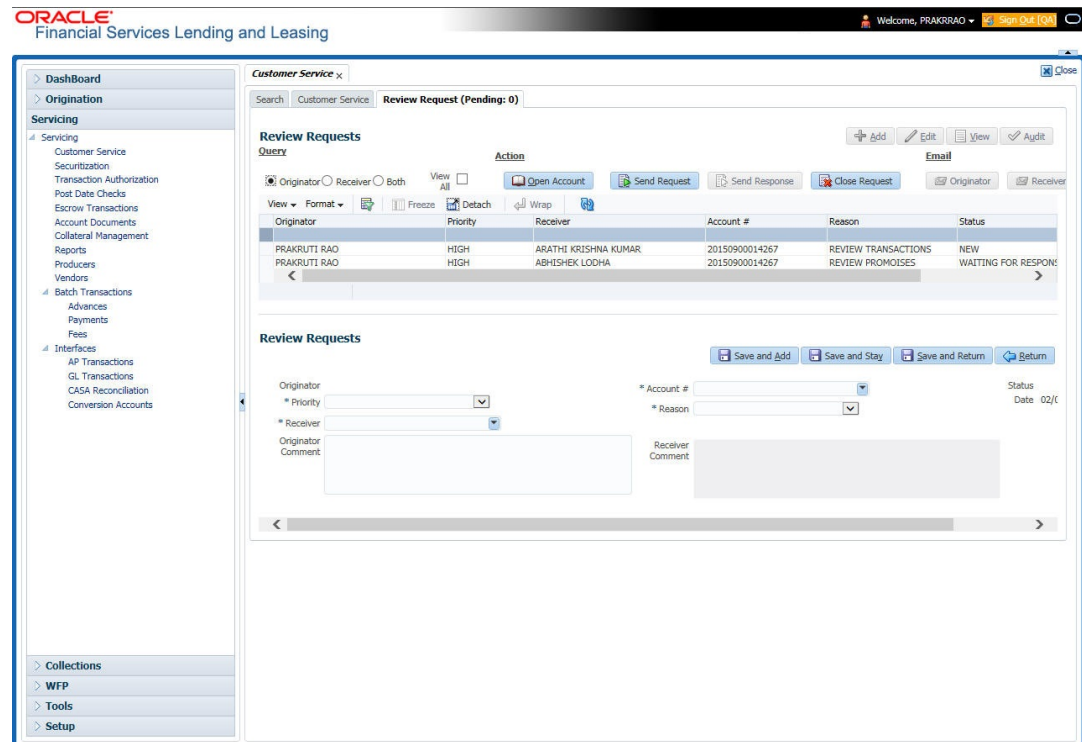 ORACLE
Financial Services Lending and Leasing
Welcome, PRAKRRAO
Sign Out [QA]
Close
DashBoard
Origination
Servicing
Servicing
Customer Service
Securitization
Transaction Authorization
Post Date Checks
Escrow Transactions
Account Documents
Collateral Management
Reports
Producers
Vendors
Batch Transactions
Advances
Payments
Fees
Interfaces
AP Transactions
GL Transactions
CASA Reconciliation
Conversion Accounts
Collections
WFP
Tools
Setup
Customer Service x
Search Customer Service Review Request (Pending: 0)
Review Requests
Add Edit View Audit
Query Action Email
Originator Receiver Both View All Open Account Send Request Send Response Close Request Originator Receiver
View Format Freeze Detach Wrap
Originator Priority Receiver Account # Reason Status
PRAKRUTI RAO HIGH ARATHI KRISHNA KUMAR 20150900014267 REVIEW TRANSACTIONS NEW
PRAKRUTI RAO HIGH ABHISHEK LODHA 20150900014267 REVIEW PROMOISES WAITING FOR RESPONS
Review Requests
Save and Add Save and Stay Save and Return Return
Originator * Account # Status
* Priority * Reason Date 02/0
* Receiver
Originator Comment
Receiver Comment